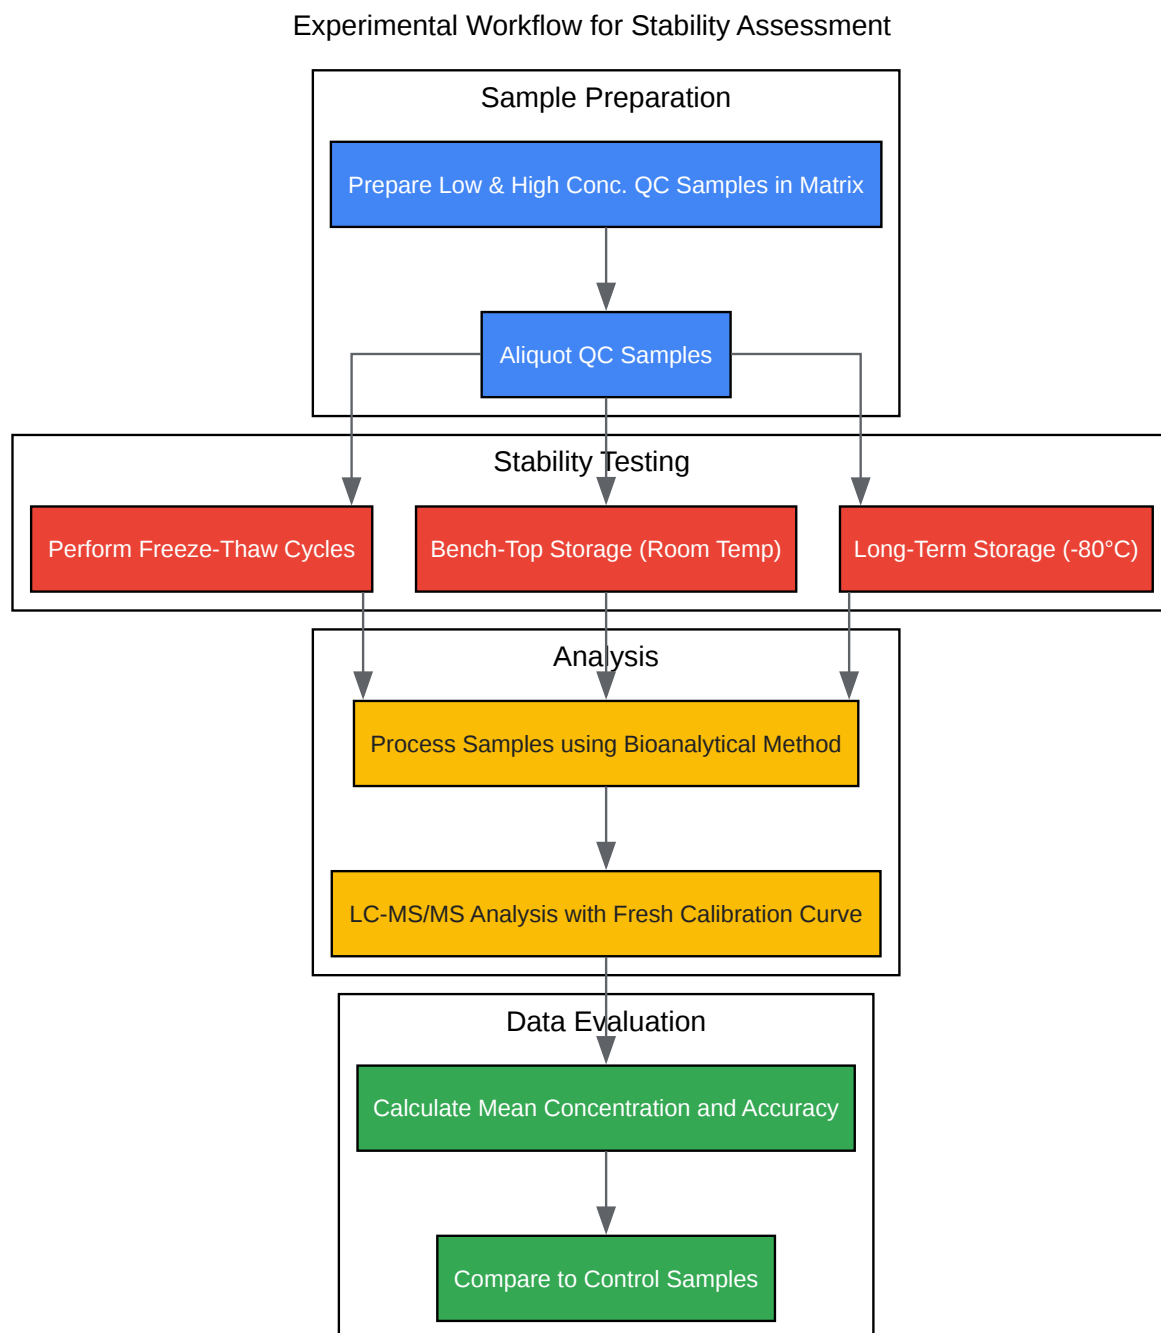 Experimental Workflow for Stability Assessment
Sample Preparation
Prepare Low & High Conc. QC Samples in Matrix
Aliquot QC Samples
Stability Testing
Perform Freeze-Thaw Cycles
Bench-Top Storage (Room Temp)
Long-Term Storage (-80°C)
Analysis
Process Samples using Bioanalytical Method
LC-MS/MS Analysis with Fresh Calibration Curve
Data Evaluation
Calculate Mean Concentration and Accuracy
Compare to Control Samples